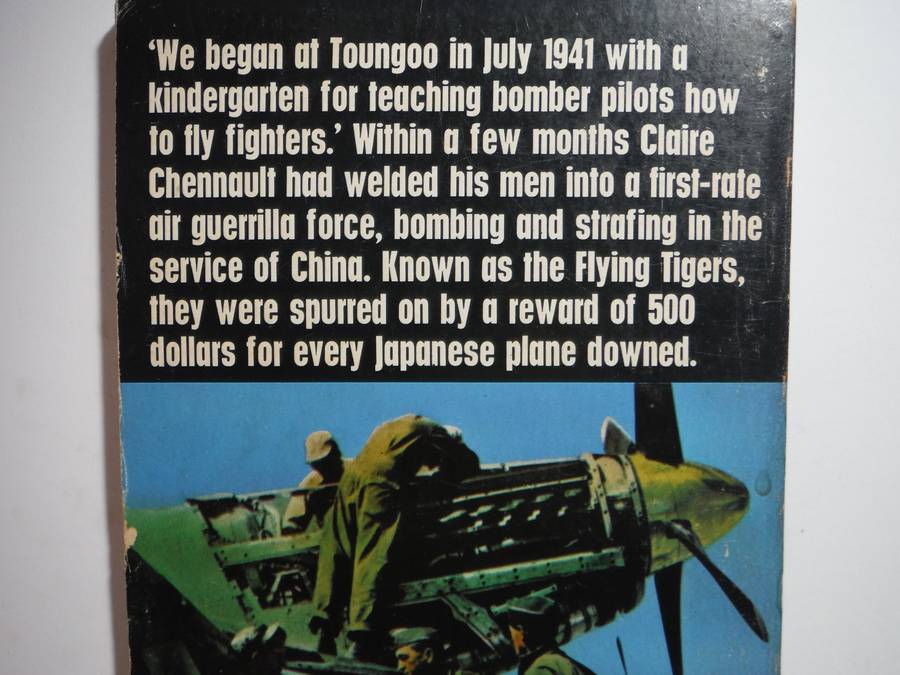 ‘We began at Toungoo in July 1941 with a
kindergarten for teaching bomber pilots how
to fly fighters.’ Within a few months Claire
Chennault had welded his men into a first-rate
air guerrilla force, bombing and strafing in the
service of China. Known as the Flying Tigers,
they were spurred on by a reward of 500
dollars for every Japanese plane downed.